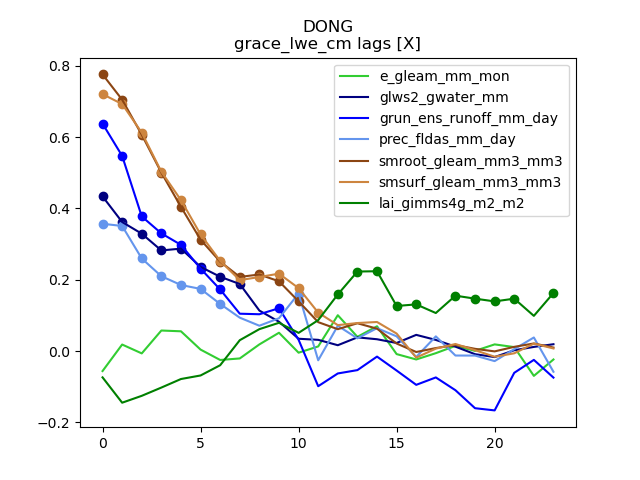 DONG
grace_lwe_cm lags [X]
0.8
0.6
0.4
0.2
0.0
−0.2
0 5 10 15 20
e_gleam_mm_mon
glws2_gwater_mm
grun_ens_runoff_mm_day
prec_fldas_mm_day
smroot_gleam_mm3_mm3
smsurf_gleam_mm3_mm3
lai_gimms4g_m2_m2